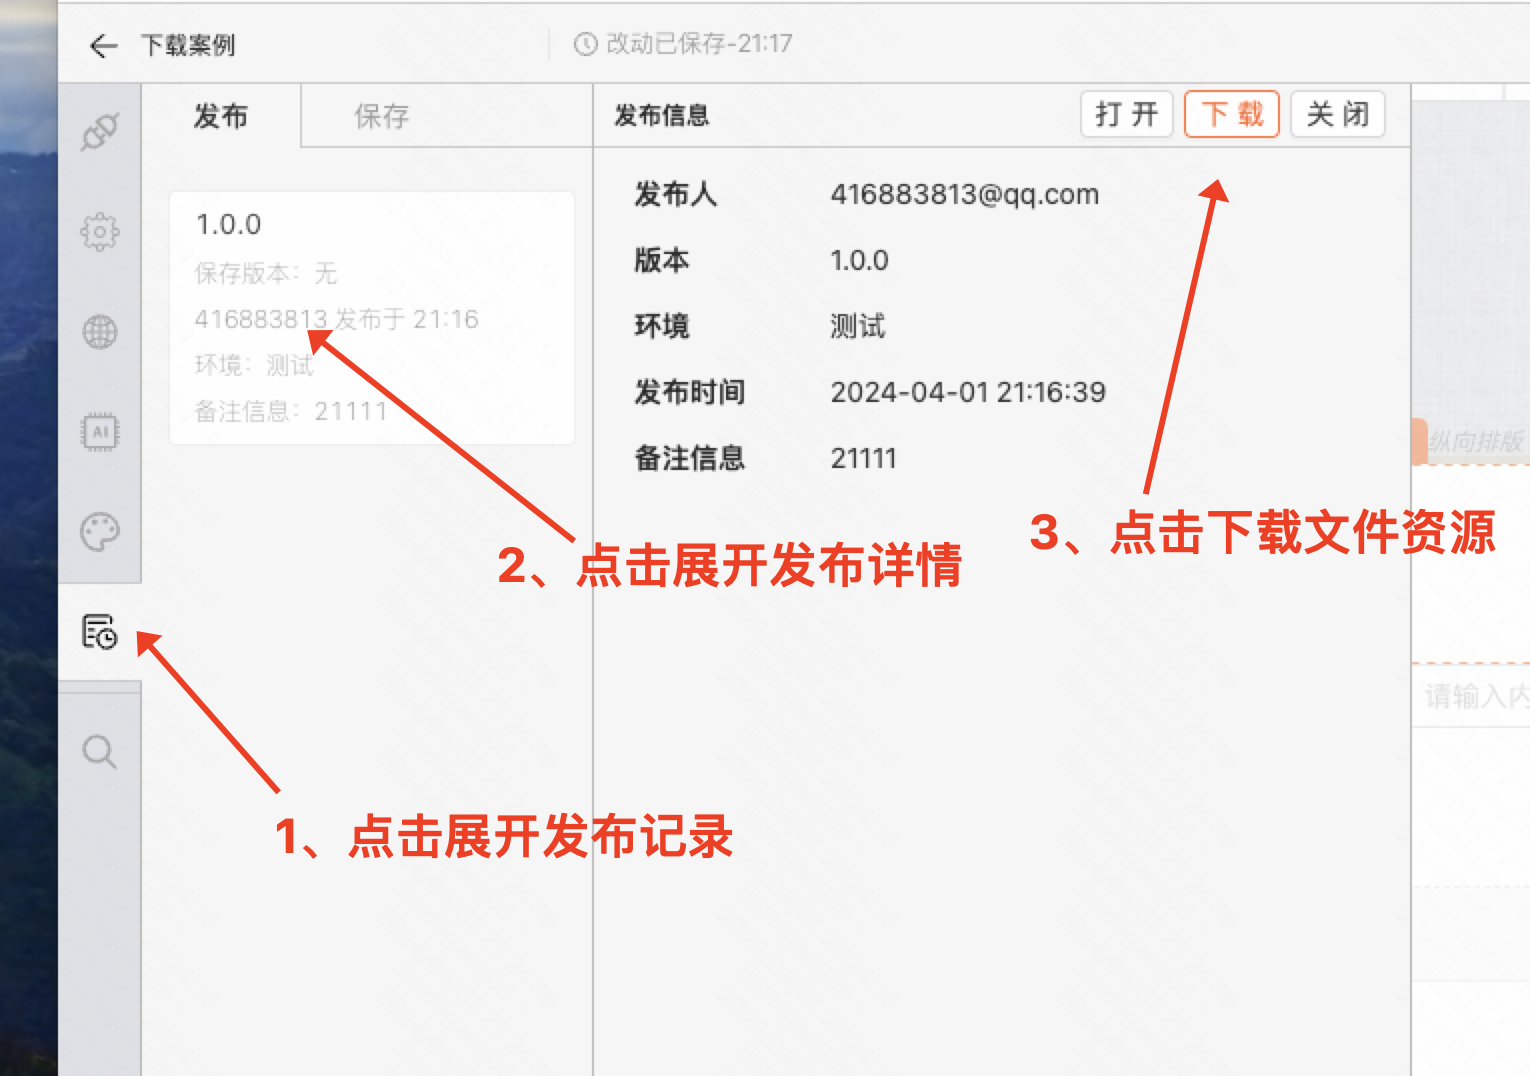 下载案例
改动已保存-21:17
发布
保存
发布信息
打 开
下 载
关 闭
1.0.0
保存版本：无
416883813 发布于 21:16
环境：测试
备注信息：21111
发布人 416883813@qq.com
版本 1.0.0
环境 测试
发布时间 2024-04-01 21:16:39
备注信息 21111
AI
纵向排版
3、点击下载文件资源
2、点击展开发布详情
请输入内
1、点击展开发布记录